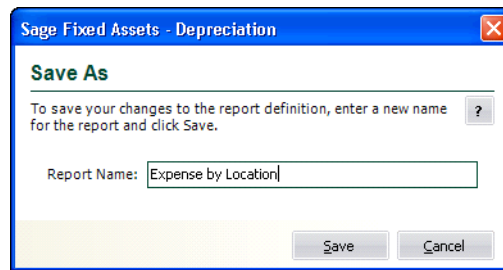 Sage Fixed Assets - Depreciation
Save As
To save your changes to the report definition, enter a new name
for the report and click Save.
?
Report Name: Expense by Location
Save Cancel